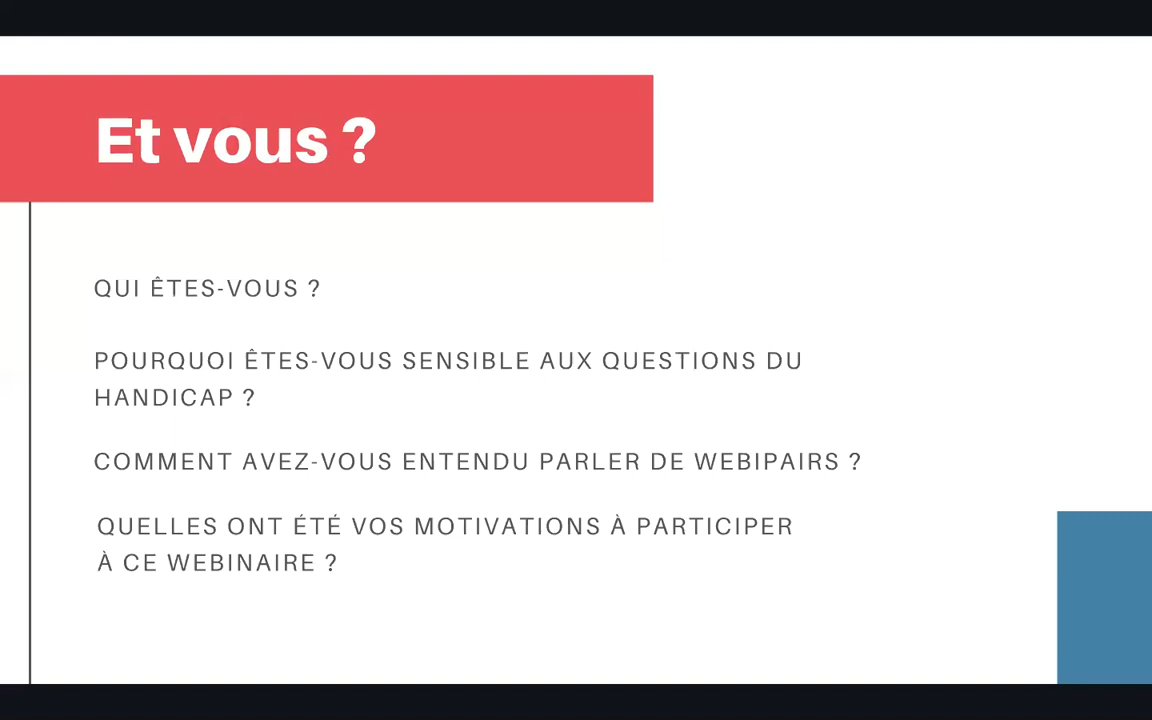 Et vous ?
QUI ÊTES-VOUS ?
POURQUOI ÊTES-VOUS SENSIBLE AUX QUESTIONS DU
HANDICAP ?
COMMENT AVEZ-VOUS ENTENDU PARLER DE WEBIPAIRS ?
QUELLES ONT ÉTÉ VOS MOTIVATIONS À PARTICIPER
À CE WEBINAIRE ?